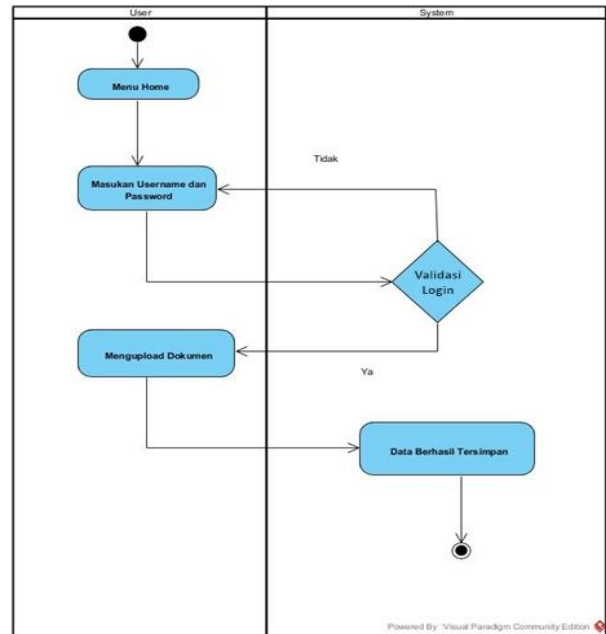 User
System
Menu Home
Tidak
Masukan Username dan
Password
Validasi
Login
Mengupload Dokumen
Ya
Data Berhasil Tersimpan
Powered By Visual Paradigm Community Edition